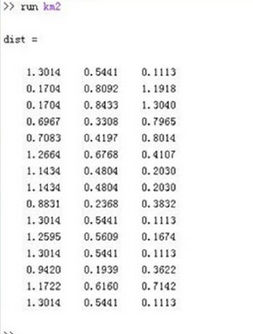 >> run km2
dist =
1.3014 0.5441 0.1113
0.1704 0.8092 1.1918
0.1704 0.8433 1.3040
0.6967 0.3308 0.7965
0.7083 0.4197 0.8014
1.2664 0.6768 0.4107
1.1434 0.4804 0.2030
1.1434 0.4804 0.2030
0.8831 0.2368 0.3832
1.3014 0.5441 0.1113
1.2595 0.5609 0.1674
1.3014 0.5441 0.1113
0.9420 0.1939 0.3622
1.1722 0.6160 0.7142
1.3014 0.5441 0.1113
>>